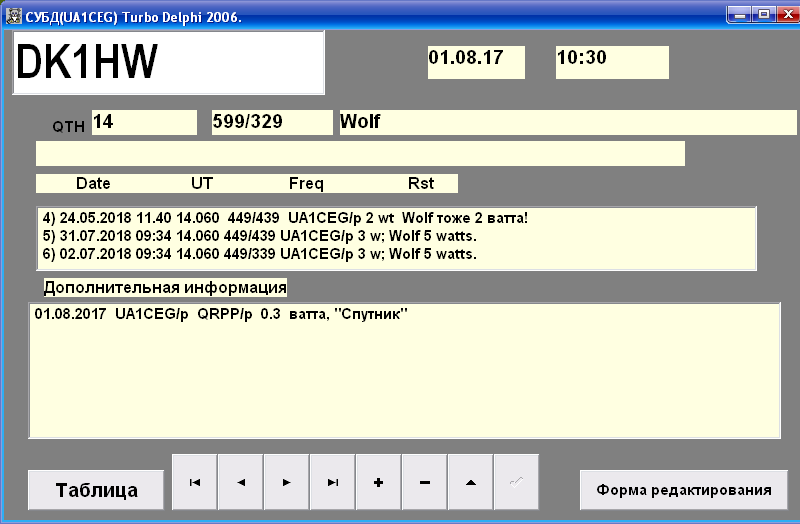 СУБД(UA1CEG) Turbo Delphi 2006.
DK1HW 01.08.17 10:30
QTH 14 599/329 Wolf
Date UT Freq Rst
4) 24.05.2018 11.40 14.060 449/439 UA1CEG/p 2 wt Wolf тоже 2 ватта!
5) 31.07.2018 09:34 14.060 449/439 UA1CEG/p 3 w; Wolf 5 watts.
6) 02.07.2018 09:34 14.060 449/339 UA1CEG/p 3 w; Wolf 5 watts.
Дополнительная информация
01.08.2017 UA1CEG/p QRPP/p 0.3 ватта, "Спутник"
Таблица Форма редактирования